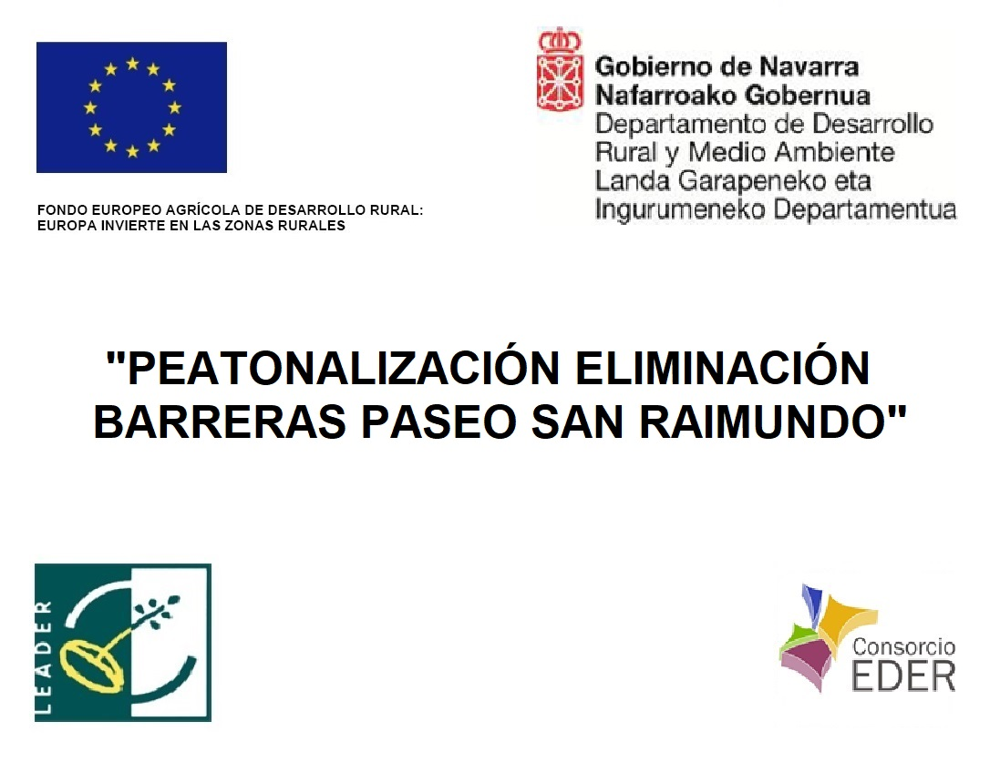 FONDO EUROPEO AGRÍCOLA DE DESARROLLO RURAL:
EUROPA INVIERTE EN LAS ZONAS RURALES
Gobierno de Navarra
Nafarroako Gobernua
Departamento de Desarrollo
Rural y Medio Ambiente
Landa Garapeneko eta
Ingurumeneko Departamentua
"PEATONALIZACIÓN ELIMINACIÓN
BARRERAS PASEO SAN RAIMUNDO"
LEADER
Consorcio
EDER